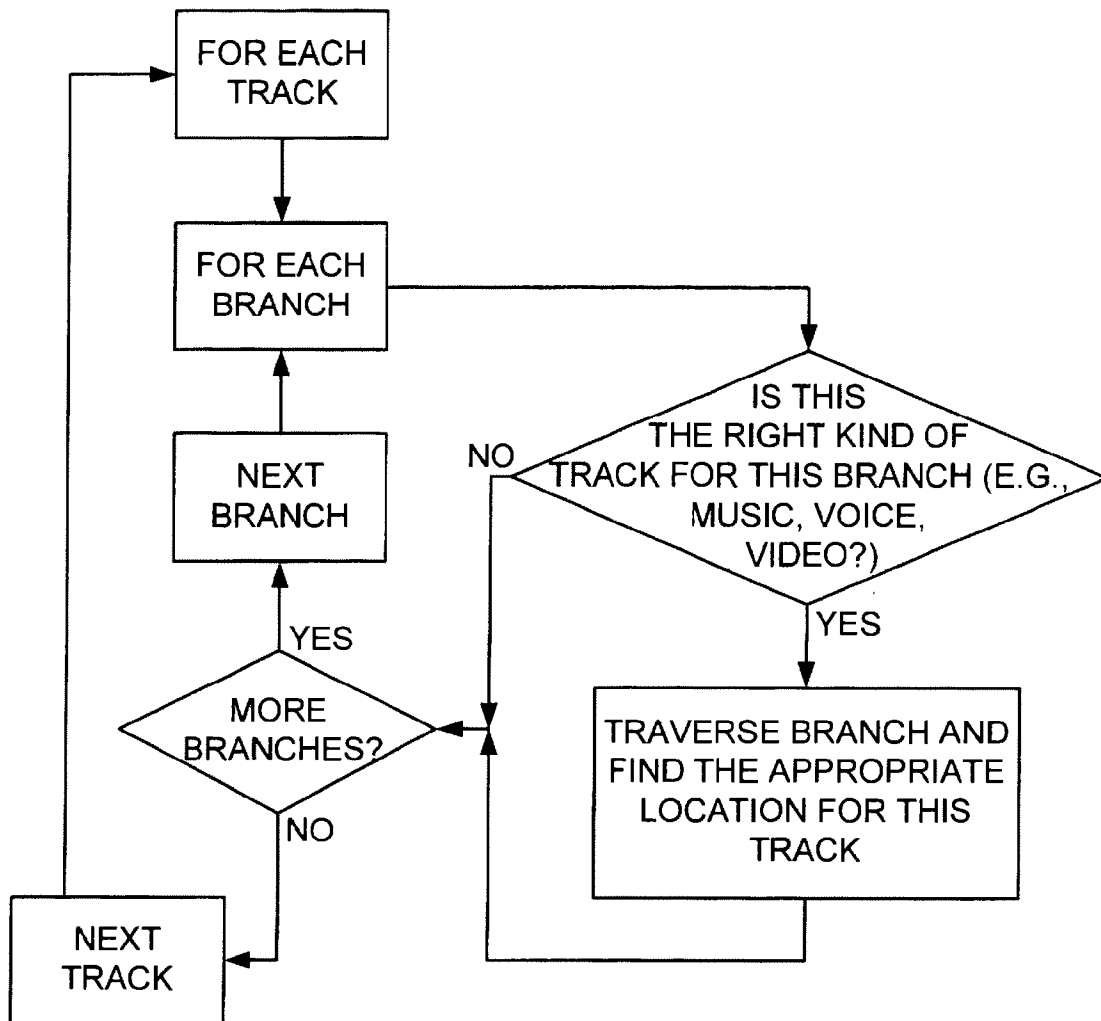 FOR EACH
TRACK
FOR EACH
BRANCH
IS THIS
THE RIGHT KIND OF
TRACK FOR THIS BRANCH (E.G.,
MUSIC, VOICE,
VIDEO?)
NO
NEXT
BRANCH
YES
YES
MORE
BRANCHES?
TRAVERSE BRANCH AND
FIND THE APPROPRIATE
LOCATION FOR THIS
TRACK
NO
NEXT
TRACK